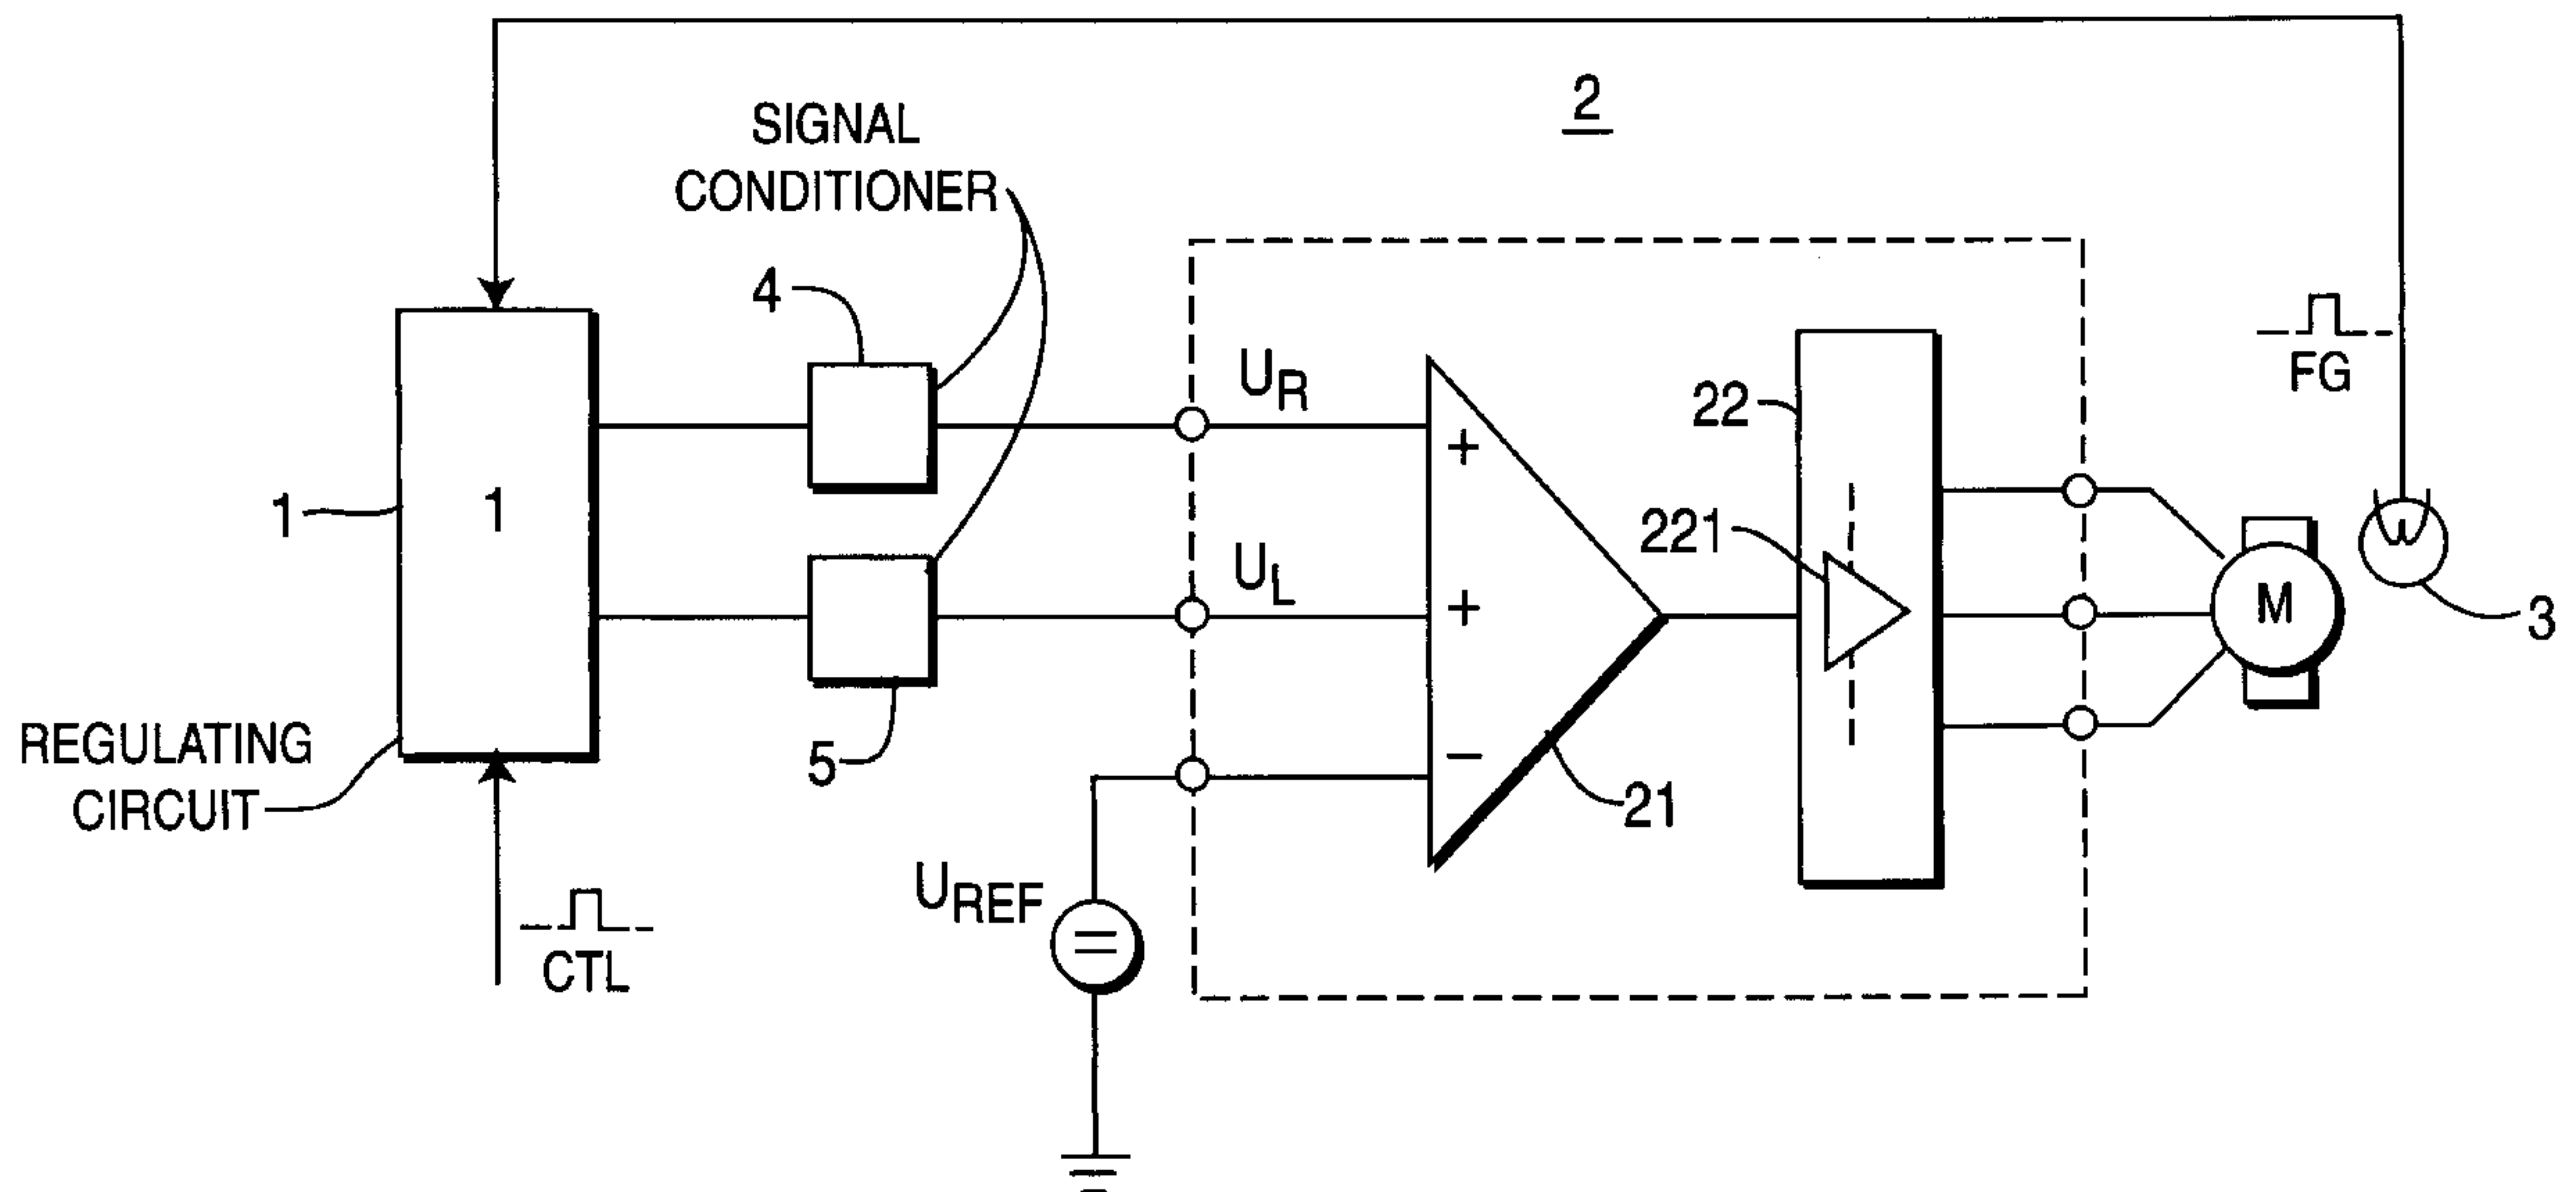 2
SIGNAL
CONDITIONER
4
U_R
FG
22
1
1
221
U_L
M
3
REGULATING
CIRCUIT
5
21
U_REF
CTL
+
+
−
=